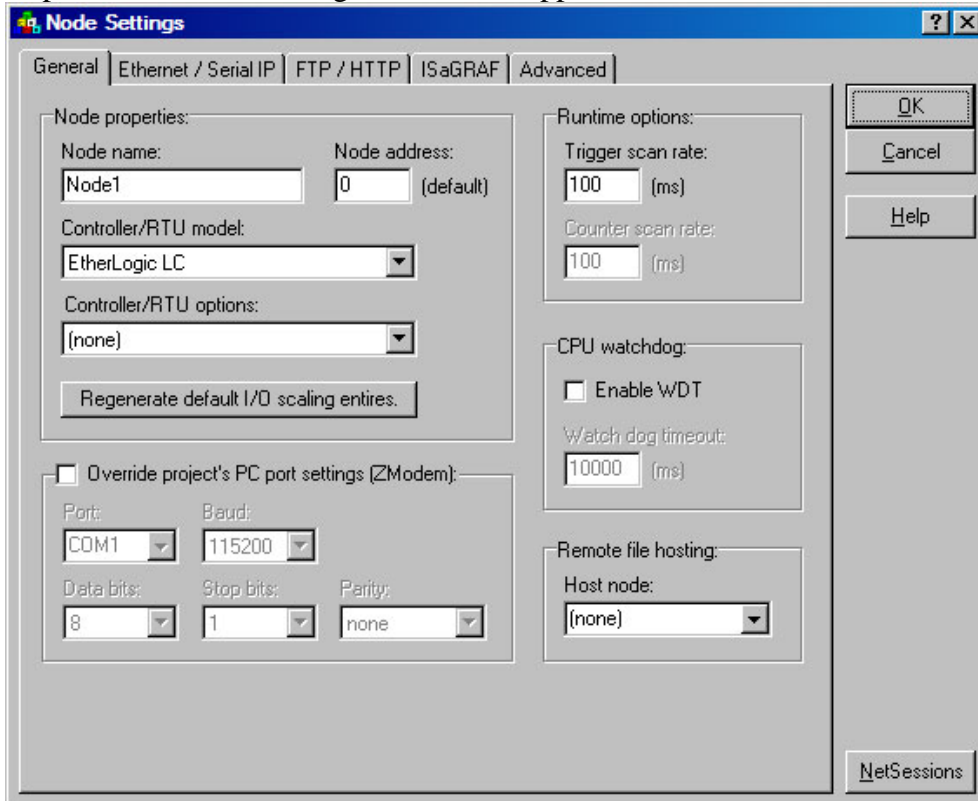 Node Settings
General Ethernet / Serial IP FTP / HTTP ISaGRAF Advanced
Node properties:
Node name: Node address:
Node1 0 (default)
Controller/RTU model:
EtherLogic LC
Controller/RTU options:
(none)
Regenerate default I/O scaling entires.
Override project's PC port settings (ZModem):
Port: Baud:
COM1 115200
Data bits: Stop bits: Parity:
8 1 none
Runtime options:
Trigger scan rate:
100 (ms)
Counter scan rate:
100 (ms)
CPU watchdog:
Enable WDT
Watch dog timeout:
10000 (ms)
Remote file hosting:
Host node:
(none)
OK
Cancel
Help
NetSessions